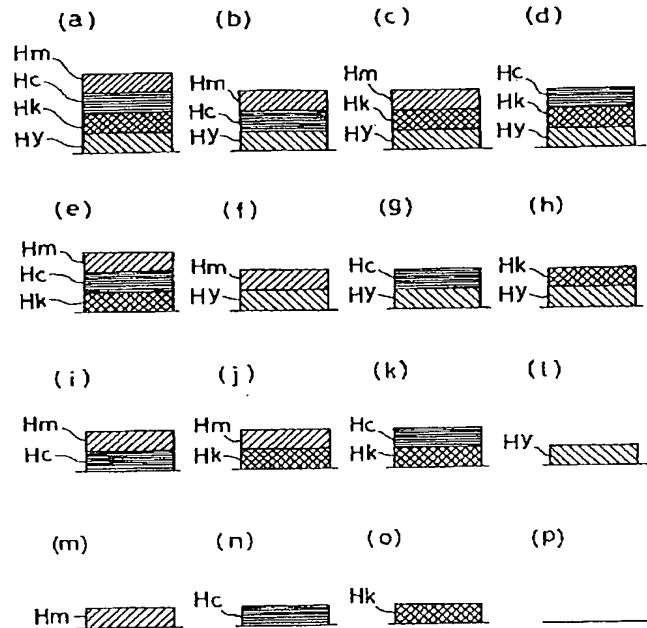 (a) (b) (c) (d)
Hm
Hc
Hk
Hy
Hm
Hc
Hy
Hm
Hk
Hy
Hc
Hk
Hy
(e) (f) (g) (h)
Hm
Hc
Hk
Hm
Hy
Hc
Hy
Hk
Hy
(i) (j) (k) (l)
Hm
Hc
Hm
Hk
Hc
Hk
Hy
(m) (n) (o) (p)
Hm
Hc
Hk